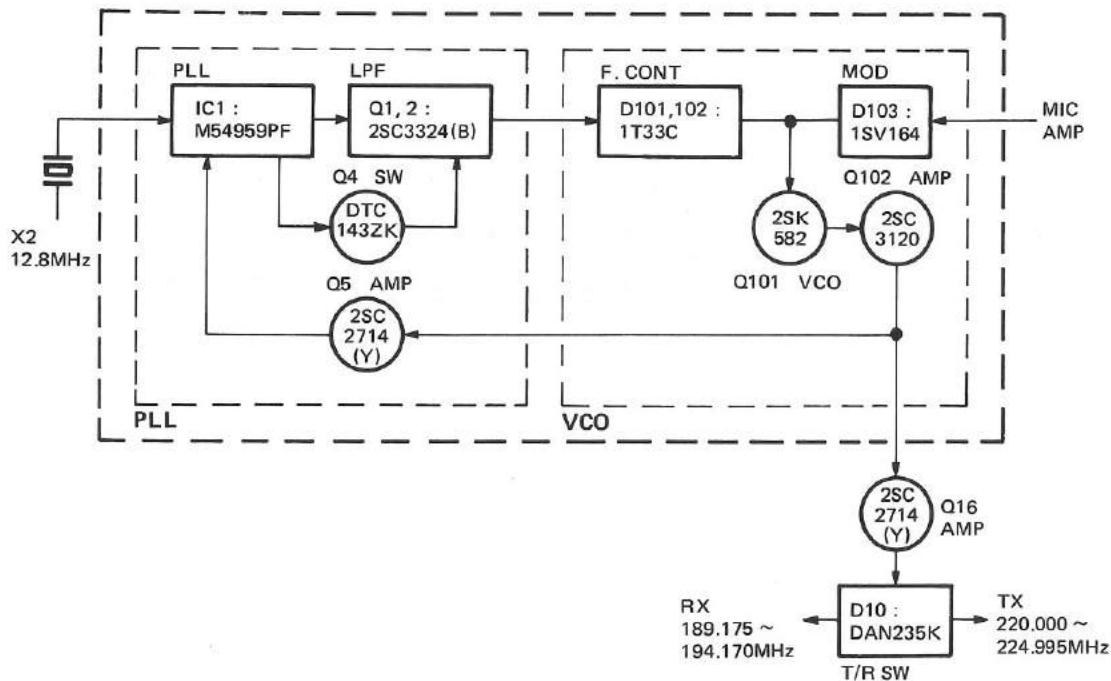 PLL
LPF
F. CONT
MOD
IC1 :
M54959PF
Q1, 2 :
2SC3324(B)
D101,102 :
1T33C
D103 :
1SV164
MIC
AMP
Q4 SW
DTC
143ZK
Q102 AMP
2SK
582
2SC
3120
X2
12.8MHz
Q101 VCO
Q5 AMP
2SC
2714
(Y)
PLL
VCO
2SC
2714
(Y)
Q16
AMP
RX
189.175 ~
194.170MHz
D10 :
DAN235K
TX
220.000 ~
224.995MHz
T/R SW